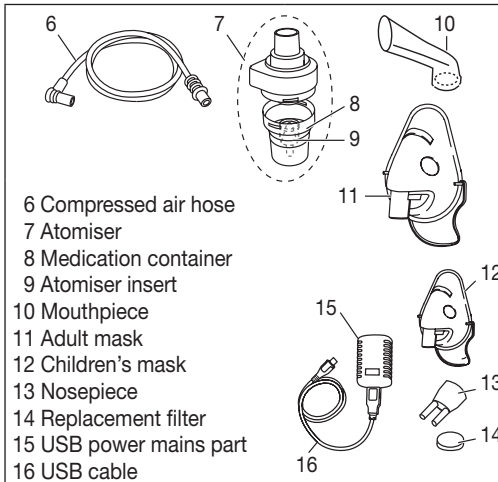 6
7
10
8
9
11
6 Compressed air hose
7 Atomiser
8 Medication container
9 Atomiser insert
10 Mouthpiece
11 Adult mask
12 Children’s mask
13 Nosepiece
14 Replacement filter
15 USB power mains part
16 USB cable
12
15
13
14
16